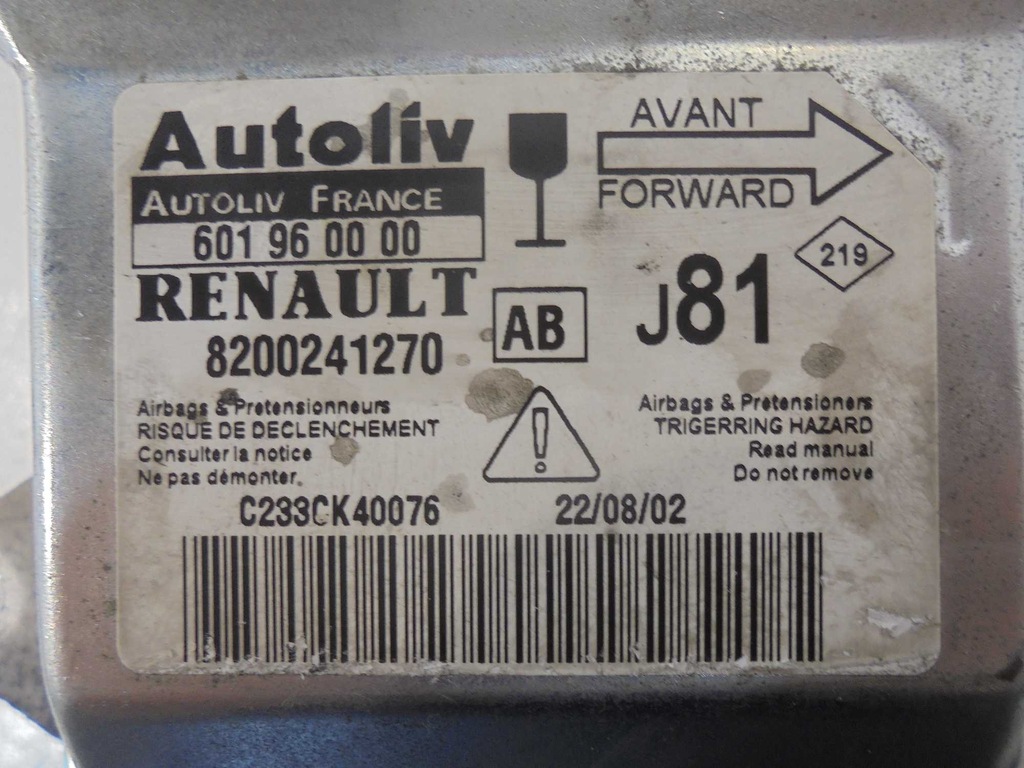 Autoliv
AUTOLIV FRANCE
601 96 00 00
RENAULT
8200241270
AVANT
FORWARD
219
J81
AB
Airbags & Pretensionneurs
RISQUE DE DECLENCHEMENT
Consulter la notice
Ne pas démonter.
!
Airbags & Pretensioners
TRIGERRING HAZARD
Read manual
Do not remove
C233CK40076
22/08/02